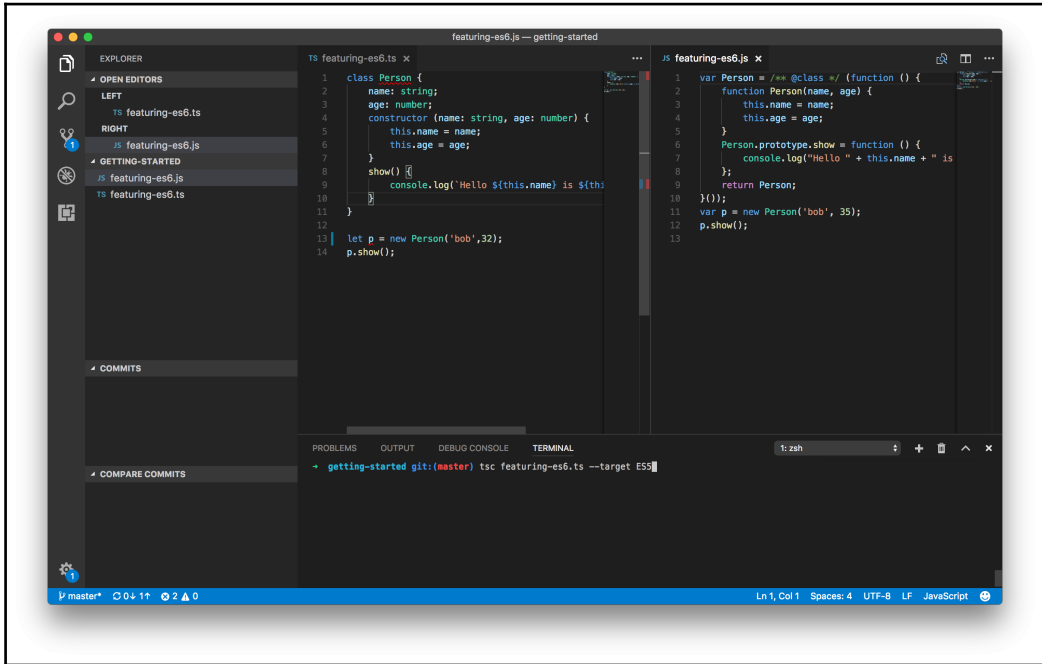 featuring-es6.js — getting-started
EXPLORER
OPEN EDITORS
LEFT
TS featuring-es6.ts
RIGHT
JS featuring-es6.js
GETTING-STARTED
JS featuring-es6.js
TS featuring-es6.ts
COMMITS
COMPARE COMMITS
1
1
TS featuring-es6.ts ×
1 class Person {
2 name: string;
3 age: number;
4 constructor (name: string, age: number) {
5 this.name = name;
6 this.age = age;
7 }
8 show() {
9 console.log(`Hello ${this.name} is ${thi
10 }
11 }
12
13 let p = new Person('bob',32);
14 p.show();
JS featuring-es6.js ×
1 var Person = /** @class */ (function () {
2 function Person(name, age) {
3 this.name = name;
4 this.age = age;
5 }
6 Person.prototype.show = function () {
7 console.log("Hello " + this.name + " is
8 };
9 return Person;
10 }());
11 var p = new Person('bob', 35);
12 p.show();
13
PROBLEMS OUTPUT DEBUG CONSOLE TERMINAL 1: zsh
→ getting-started git:(master) tsc featuring-es6.ts --target ES5
master* 0↓ 1↑ 2 0 Ln 1, Col 1 Spaces: 4 UTF-8 LF JavaScript